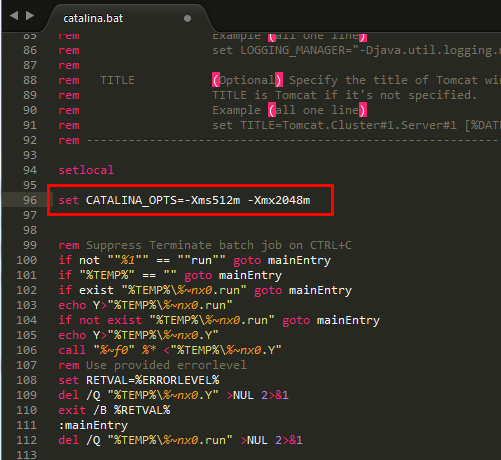 catalina.bat
85 rem Example (all one line)
86 rem set LOGGING_MANAGER="-Djava.util.logging.
87 rem
88 rem TITLE (Optional) Specify the title of Tomcat wi
89 rem TITLE is Tomcat if it's not specified.
90 rem Example (all one line)
91 rem set TITLE=Tomcat.Cluster#1.Server#1 [%DAT
92 rem ---------------------------------------------------
93
94 setlocal
95
96 set CATALINA_OPTS=-Xms512m -Xmx2048m
97
98
99 rem Suppress Terminate batch job on CTRL+C
100 if not ""%1"" == ""run"" goto mainEntry
101 if "%TEMP%" == "" goto mainEntry
102 if exist "%TEMP%\%~nx0.run" goto mainEntry
103 echo Y>"%TEMP%\%~nx0.run"
104 if not exist "%TEMP%\%~nx0.run" goto mainEntry
105 echo Y>"%TEMP%\%~nx0.Y"
106 call "%~f0" %* <"%TEMP%\%~nx0.Y"
107 rem Use provided errorlevel
108 set RETVAL=%ERRORLEVEL%
109 del /Q "%TEMP%\%~nx0.Y" >NUL 2>&1
110 exit /B %RETVAL%
111 :mainEntry
112 del /Q "%TEMP%\%~nx0.run" >NUL 2>&1